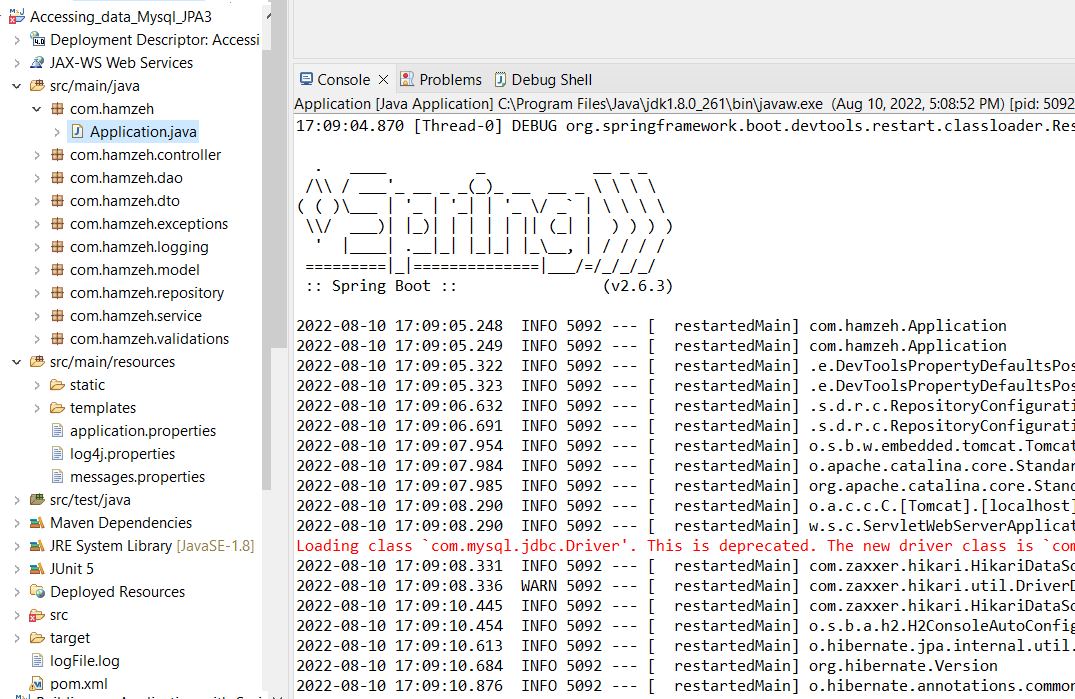 Accessing_data_Mysql_JPA3
Deployment Descriptor: Accessi
JAX-WS Web Services
src/main/java
com.hamzeh
Application.java
com.hamzeh.controller
com.hamzeh.dao
com.hamzeh.dto
com.hamzeh.exceptions
com.hamzeh.logging
com.hamzeh.model
com.hamzeh.repository
com.hamzeh.service
com.hamzeh.validations
src/main/resources
static
templates
application.properties
log4j.properties
messages.properties
src/test/java
Maven Dependencies
JRE System Library [JavaSE-1.8]
JUnit 5
Deployed Resources
src
target
logFile.log
pom.xml
Console Problems Debug Shell
Application [Java Application] C:\Program Files\Java\jdk1.8.0_261\bin\javaw.exe (Aug 10, 2022, 5:08:52 PM) [pid: 5092
17:09:04.870 [Thread-0] DEBUG org.springframework.boot.devtools.restart.classloader.Res
  .   ____          _            __ _ _
 /\\ / ___'_ __ _ _(_)_ __  __ _ \ \ \ \
( ( )\___ | '_ | '_| | '_ \/ _` | \ \ \ \
 \\/  ___)| |_)| | | | | || (_| |  ) ) ) )
  '  |____| .__|_| |_|_| |_\__, | / / / /
 =========|_|==============|___/=/_/_/_/
 :: Spring Boot ::                (v2.6.3)
2022-08-10 17:09:05.248  INFO 5092 --- [  restartedMain] com.hamzeh.Application
2022-08-10 17:09:05.249  INFO 5092 --- [  restartedMain] com.hamzeh.Application
2022-08-10 17:09:05.322  INFO 5092 --- [  restartedMain] .e.DevToolsPropertyDefaultsPos
2022-08-10 17:09:05.323  INFO 5092 --- [  restartedMain] .e.DevToolsPropertyDefaultsPos
2022-08-10 17:09:06.632  INFO 5092 --- [  restartedMain] .s.d.r.c.RepositoryConfigurati
2022-08-10 17:09:06.691  INFO 5092 --- [  restartedMain] .s.d.r.c.RepositoryConfigurati
2022-08-10 17:09:07.954  INFO 5092 --- [  restartedMain] o.s.b.w.embedded.tomcat.Tomcat
2022-08-10 17:09:07.984  INFO 5092 --- [  restartedMain] o.apache.catalina.core.Standar
2022-08-10 17:09:07.985  INFO 5092 --- [  restartedMain] org.apache.catalina.core.Stand
2022-08-10 17:09:08.290  INFO 5092 --- [  restartedMain] o.a.c.c.C.[Tomcat].[localhost]
2022-08-10 17:09:08.290  INFO 5092 --- [  restartedMain] w.s.c.ServletWebServerApplicat
Loading class `com.mysql.jdbc.Driver'. This is deprecated. The new driver class is `com
2022-08-10 17:09:08.331  INFO 5092 --- [  restartedMain] com.zaxxer.hikari.HikariDataSo
2022-08-10 17:09:08.336  WARN 5092 --- [  restartedMain] com.zaxxer.hikari.util.DriverD
2022-08-10 17:09:10.445  INFO 5092 --- [  restartedMain] com.zaxxer.hikari.HikariDataSo
2022-08-10 17:09:10.454  INFO 5092 --- [  restartedMain] o.s.b.a.h2.H2ConsoleAutoConfig
2022-08-10 17:09:10.613  INFO 5092 --- [  restartedMain] o.hibernate.jpa.internal.util.
2022-08-10 17:09:10.684  INFO 5092 --- [  restartedMain] org.hibernate.Version
2022-08-10 17:09:10.876  INFO 5092 --- [  restartedMain] o.hibernate.annotations.common